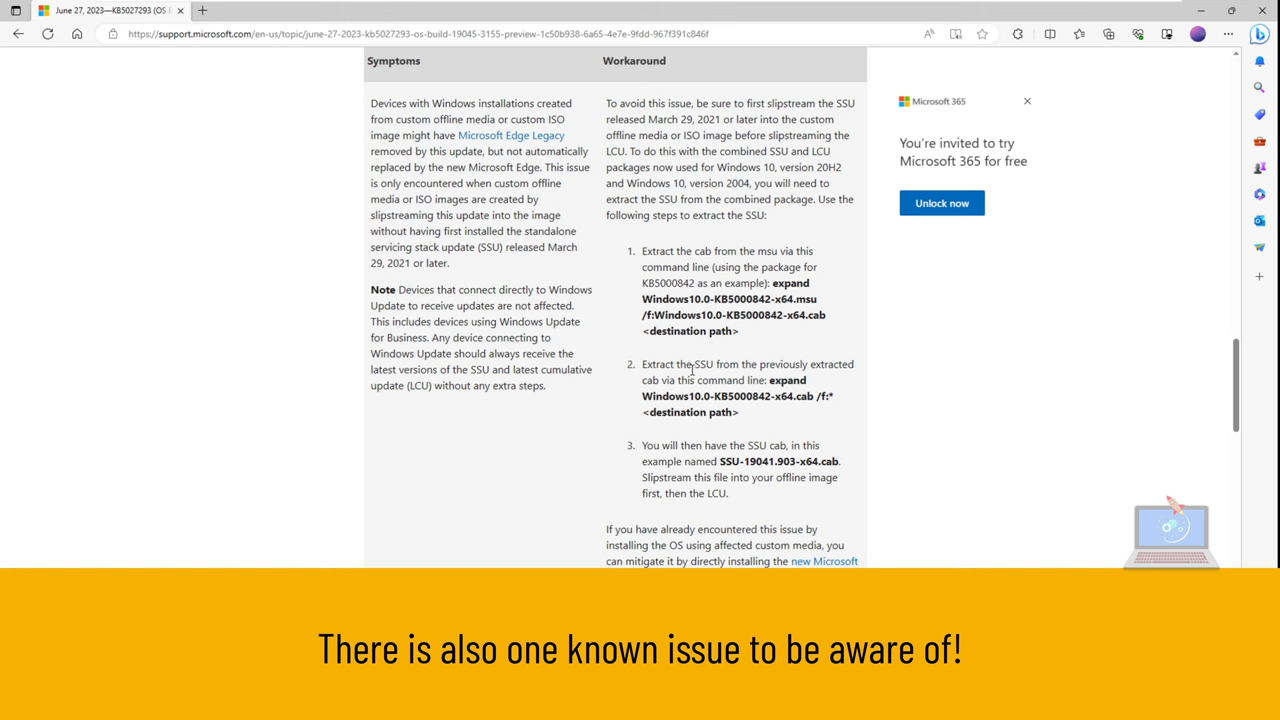 June 27, 2023—KB5027293 (OS B
https://support.microsoft.com/en-us/topic/june-27-2023-kb5027293-os-build-19045-3155-preview-1c50b938-6a65-4e7e-9fdd-967f391c846f
Symptoms
Devices with Windows installations created
from custom offline media or custom ISO
image might have Microsoft Edge Legacy
removed by this update, but not automatically
replaced by the new Microsoft Edge. This issue
is only encountered when custom offline
media or ISO images are created by
slipstreaming this update into the image
without having first installed the standalone
servicing stack update (SSU) released March
29, 2021 or later.
Note Devices that connect directly to Windows
Update to receive updates are not affected.
This includes devices using Windows Update
for Business. Any device connecting to
Windows Update should always receive the
latest versions of the SSU and latest cumulative
update (LCU) without any extra steps.
Workaround
To avoid this issue, be sure to first slipstream the SSU
released March 29, 2021 or later into the custom
offline media or ISO image before slipstreaming the
LCU. To do this with the combined SSU and LCU
packages now used for Windows 10, version 20H2
and Windows 10, version 2004, you will need to
extract the SSU from the combined package. Use the
following steps to extract the SSU:
1. Extract the cab from the msu via this
command line (using the package for
KB5000842 as an example): expand
Windows10.0-KB5000842-x64.msu
/f:Windows10.0-KB5000842-x64.cab
<destination path>
2. Extract the SSU from the previously extracted
cab via this command line: expand
Windows10.0-KB5000842-x64.cab /f:*
<destination path>
3. You will then have the SSU cab, in this
example named SSU-19041.903-x64.cab.
Slipstream this file into your offline image
first, then the LCU.
If you have already encountered this issue by
installing the OS using affected custom media, you
can mitigate it by directly installing the new Microsoft
Microsoft 365
You're invited to try
Microsoft 365 for free
Unlock now
There is also one known issue to be aware of!